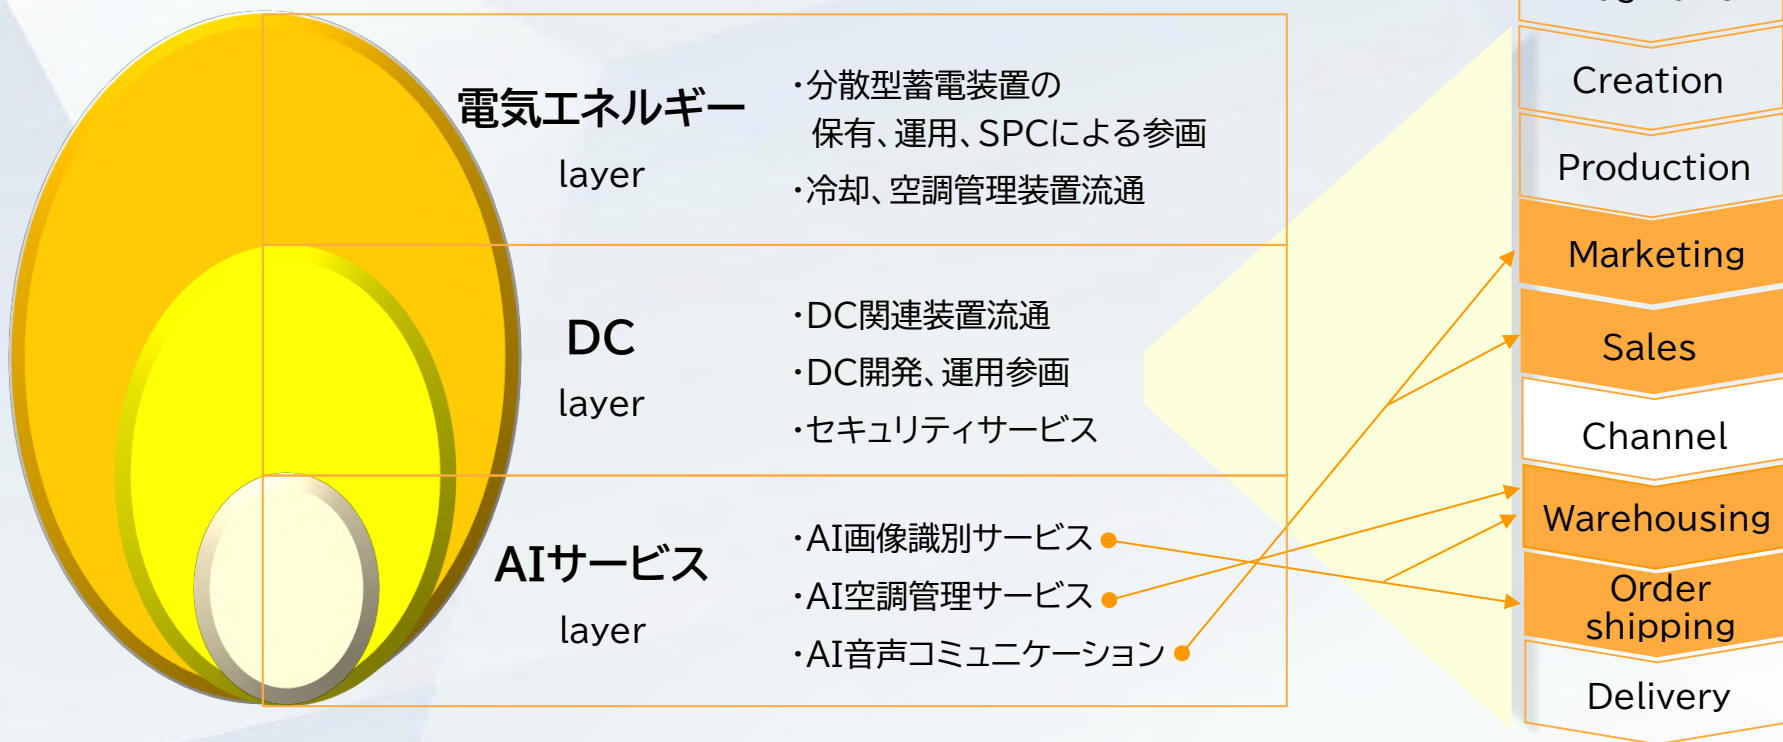 電気エネルギー
layer
・分散型蓄電装置の
保有、運用、SPCによる参画
・冷却、空調管理装置流通
DC
layer
・DC関連装置流通
・DC開発、運用参画
・セキュリティサービス
AIサービス
layer
・AI画像識別サービス
・AI空調管理サービス
・AI音声コミュニケーション
Creation
Production
Marketing
Sales
Channel
Warehousing
Order
shipping
Delivery